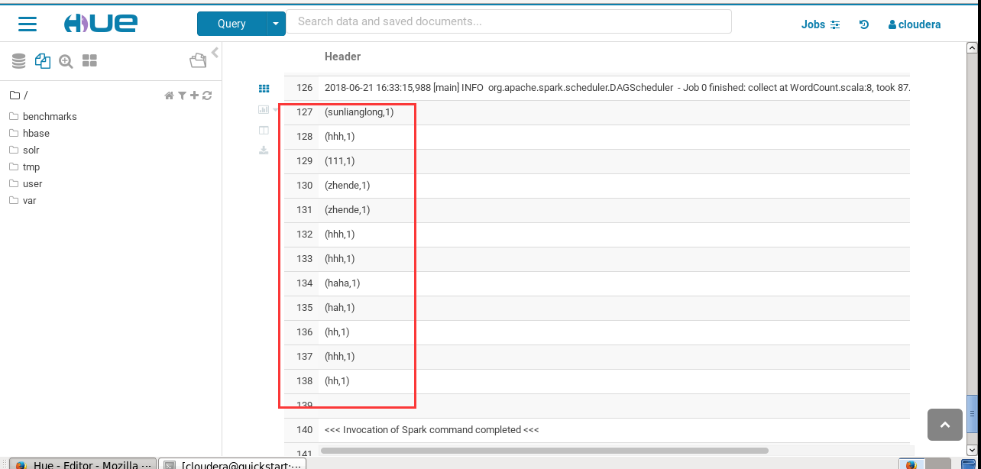 HUE
Query
Search data and saved documents...
Jobs
cloudera
/
benchmarks
hbase
solr
tmp
user
var
Header
126 2018-06-21 16:33:15,988 [main] INFO org.apache.spark.scheduler.DAGScheduler - Job 0 finished: collect at WordCount.scala:8, took 87.
127 (sunlianglong,1)
128 (hhh,1)
129 (111,1)
130 (zhende,1)
131 (zhende,1)
132 (hhh,1)
133 (hhh,1)
134 (haha,1)
135 (hah,1)
136 (hh,1)
137 (hhh,1)
138 (hh,1)
139
140 <<< Invocation of Spark command completed <<<
141
Hue - Editor - Mozilla ...
[cloudera@quickstart:...